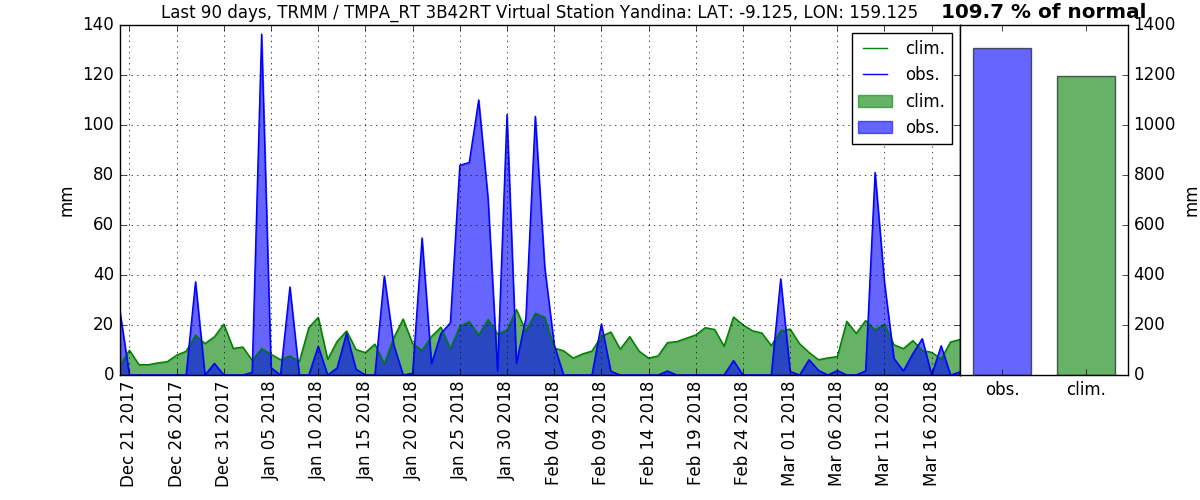 Last 90 days, TRMM / TMPA_RT 3B42RT Virtual Station Yandina: LAT: -9.125, LON: 159.125
109.7 % of normal
140
120
100
80
60
40
20
0
mm
clim.
obs.
clim.
obs.
1400
1200
1000
800
600
400
200
0
mm
obs.
clim.
Dec 21 2017
Dec 26 2017
Dec 31 2017
Jan 05 2018
Jan 10 2018
Jan 15 2018
Jan 20 2018
Jan 25 2018
Jan 30 2018
Feb 04 2018
Feb 09 2018
Feb 14 2018
Feb 19 2018
Feb 24 2018
Mar 01 2018
Mar 06 2018
Mar 11 2018
Mar 16 2018